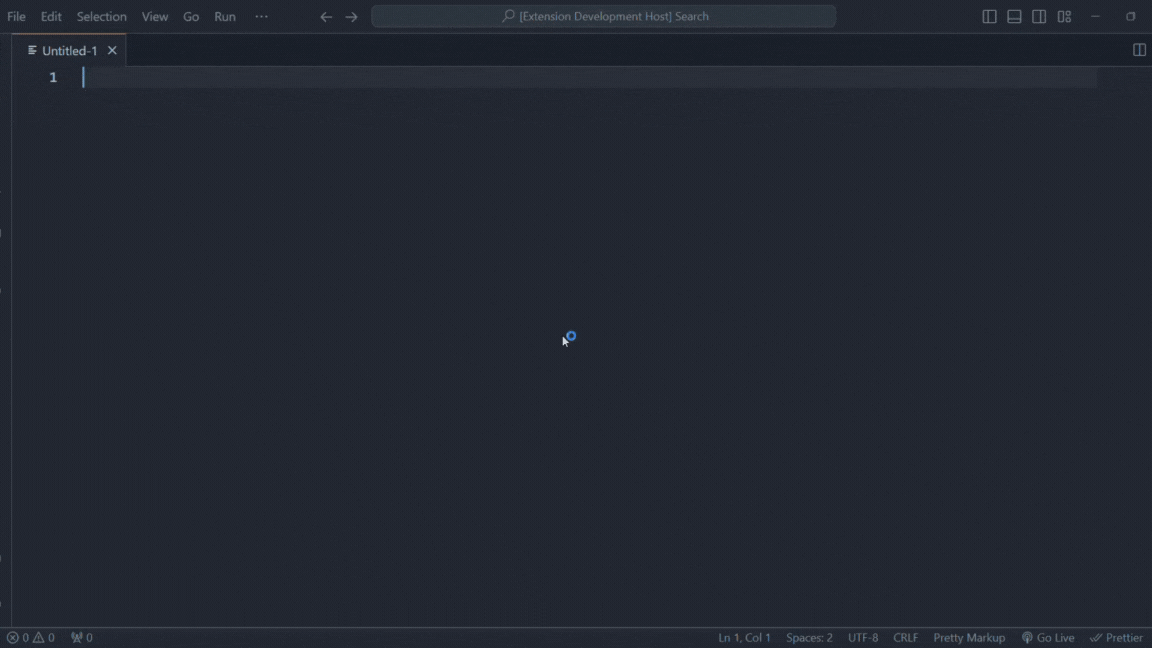 File Edit Selection View Go Run ···
[Extension Development Host] Search
Untitled-1
1
0 0 0
Ln 1, Col 1 Spaces: 2 UTF-8 CRLF Pretty Markup Go Live Prettier